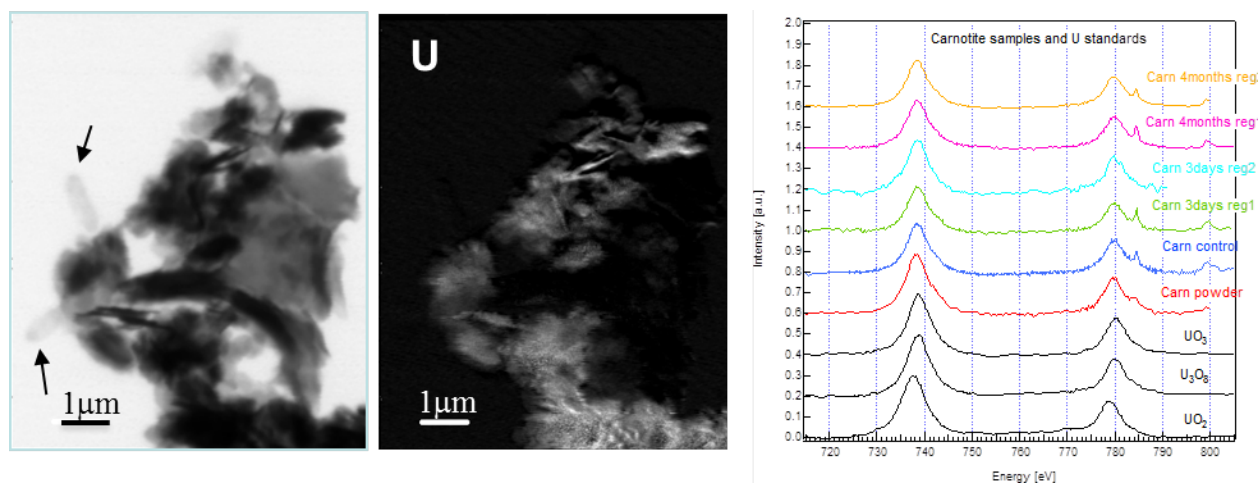 1μm
U
1μm
Carnotite samples and U standards
2.0
1.9
1.8
1.7
1.6
1.5
1.4
1.3
1.2
1.1
1.0
0.9
0.8
0.7
0.6
0.5
0.4
0.3
0.2
0.1
0.0
Intensity [a.u.]
Carn 4months reg2
Carn 4months reg1
Carn 3days reg2
Carn 3days reg1
Carn control
Carn powder
UO₃
U₃O₈
UO₂
720 730 740 750 760 770 780 790 800
Energy [eV]